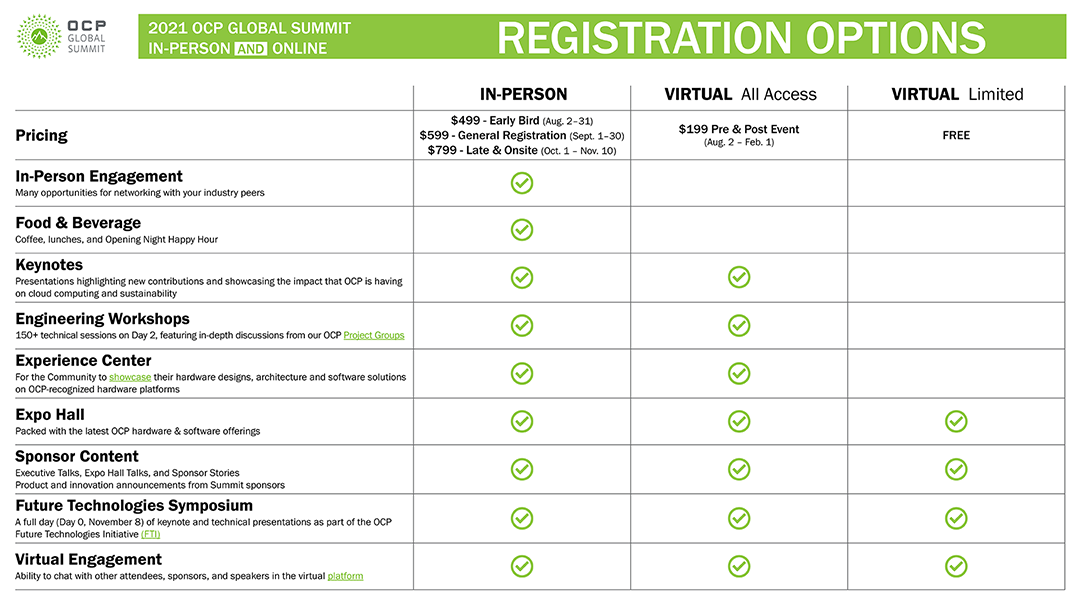 OCP
GLOBAL
SUMMIT
2021 OCP GLOBAL SUMMIT
IN-PERSON AND ONLINE
REGISTRATION OPTIONS
IN-PERSON
VIRTUAL All Access
VIRTUAL Limited
Pricing
$499 - Early Bird (Aug. 2–31)
$599 - General Registration (Sept. 1–30)
$799 - Late & Onsite (Oct. 1 – Nov. 10)
$199 Pre & Post Event
(Aug. 2 – Feb. 1)
FREE
In-Person Engagement
Many opportunities for networking with your industry peers
Food & Beverage
Coffee, lunches, and Opening Night Happy Hour
Keynotes
Presentations highlighting new contributions and showcasing the impact that OCP is having
on cloud computing and sustainability
Engineering Workshops
150+ technical sessions on Day 2, featuring in-depth discussions from our OCP Project Groups
Experience Center
For the Community to showcase their hardware designs, architecture and software solutions
on OCP-recognized hardware platforms
Expo Hall
Packed with the latest OCP hardware & software offerings
Sponsor Content
Executive Talks, Expo Hall Talks, and Sponsor Stories
Product and innovation announcements from Summit sponsors
Future Technologies Symposium
A full day (Day 0, November 8) of keynote and technical presentations as part of the OCP
Future Technologies Initiative (FTI)
Virtual Engagement
Ability to chat with other attendees, sponsors, and speakers in the virtual platform